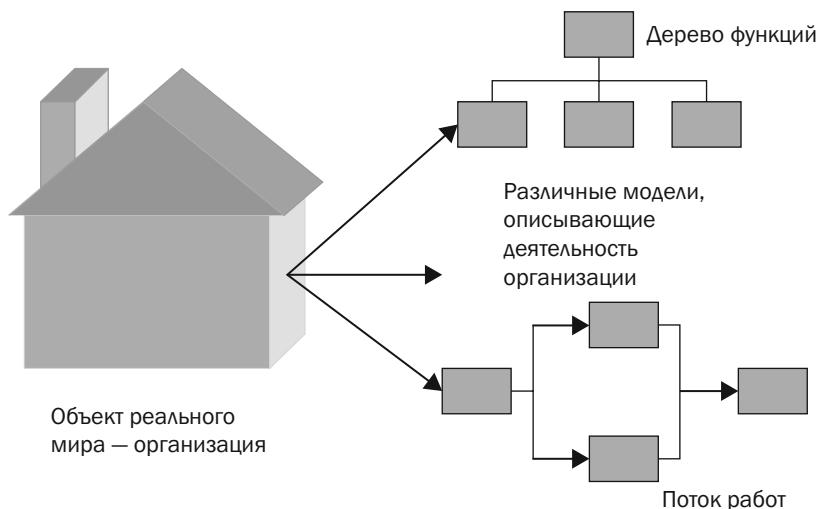 Дерево функций
Различные модели,
описывающие
деятельность
организации
Объект реального
мира — организация
Поток работ